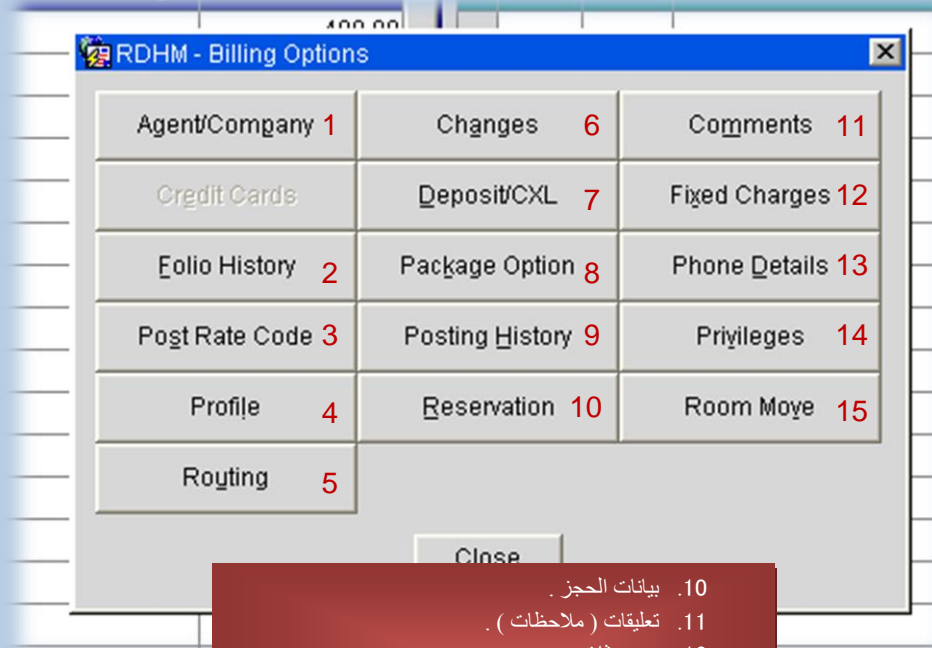 RDHM - Billing Options
Agent/Company 1
Changes 6
Comments 11
Credit Cards
Deposit/CXL 7
Fixed Charges 12
Folio History 2
Package Option 8
Phone Details 13
Post Rate Code 3
Posting History 9
Privileges 14
Profile 4
Reservation 10
Room Move 15
Routing 5
Close
10. بيانات الحجز .
11. تعليقات ( ملاحظات ) .